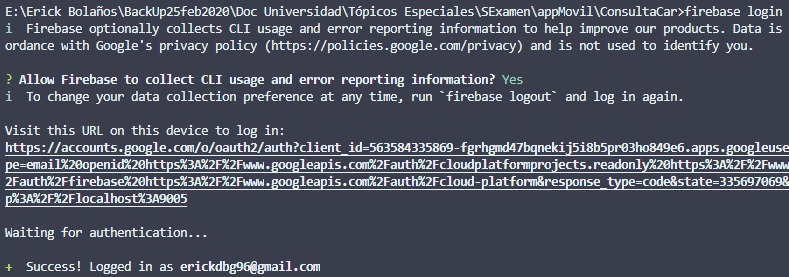 E:\Erick Bolaños\BackUp25feb2020\Doc Universidad\Tópicos Especiales\SExamen\appMovil\ConsultaCar>firebase login
i  Firebase optionally collects CLI usage and error reporting information to help improve our products. Data is
ordance with Google's privacy policy (https://policies.google.com/privacy) and is not used to identify you.
? Allow Firebase to collect CLI usage and error reporting information? Yes
i  To change your data collection preference at any time, run `firebase logout` and log in again.
Visit this URL on this device to log in:
https://accounts.google.com/o/oauth2/auth?client_id=563584335869-fgrhgmd47bqnekij5i8b5pr03ho849e6.apps.googleuse
pe=email%20openid%20https%3A%2F%2Fwww.googleapis.com%2Fauth%2Fcloudplatformprojects.readonly%20https%3A%2F%2Fwww
2Fauth%2Ffirebase%20https%3A%2F%2Fwww.googleapis.com%2Fauth%2Fcloud-platform&response_type=code&state=335697069&
p%3A%2F%2Flocalhost%3A9005
Waiting for authentication...
+  Success! Logged in as erickdbg96@gmail.com